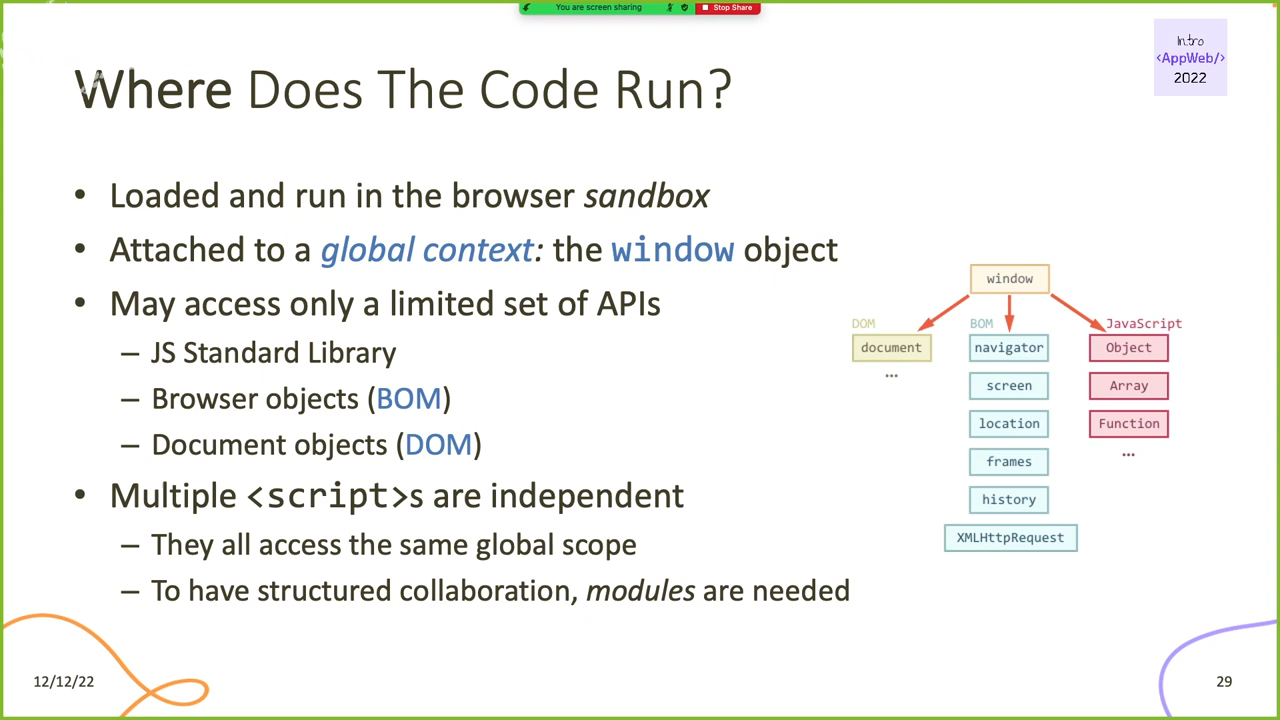 You are screen sharing
Stop Share
Intro
<AppWeb/>
2022
Where Does The Code Run?
• Loaded and run in the browser sandbox
• Attached to a global context: the window object
• May access only a limited set of APIs
– JS Standard Library
– Browser objects (BOM)
– Document objects (DOM)
• Multiple <script>s are independent
– They all access the same global scope
– To have structured collaboration, modules are needed
window
DOM
document
...
BOM
navigator
screen
location
frames
history
XMLHttpRequest
JavaScript
Object
Array
Function
...
12/12/22
29